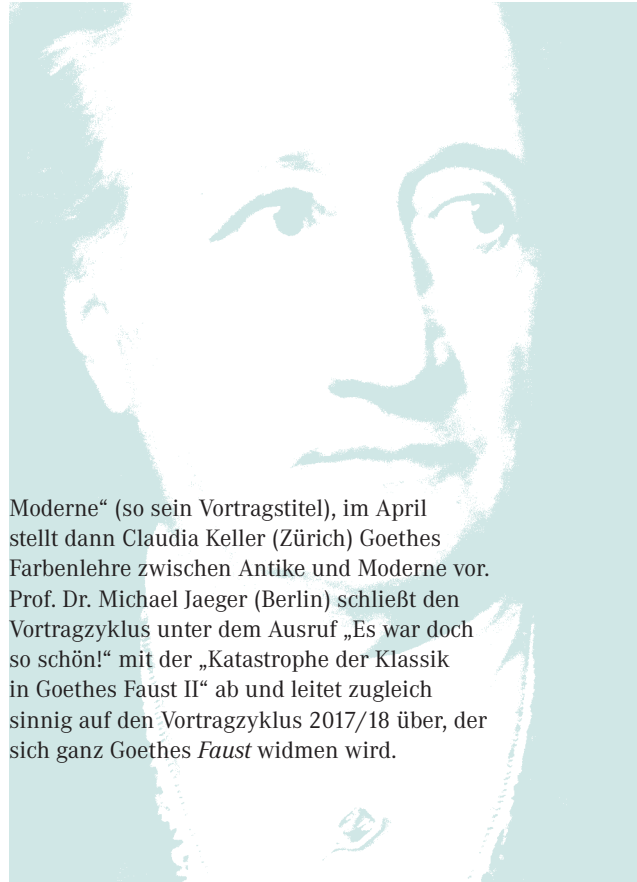 Moderne“ (so sein Vortragstitel), im April
stellt dann Claudia Keller (Zürich) Goethes
Farbenlehre zwischen Antike und Moderne vor.
Prof. Dr. Michael Jaeger (Berlin) schließt den
Vortragzyklus unter dem Ausruf „Es war doch
so schön!“ mit der „Katastrophe der Klassik
in Goethes Faust II“ ab und leitet zugleich
sinnig auf den Vortragzyklus 2017/18 über, der
sich ganz Goethes Faust widmen wird.